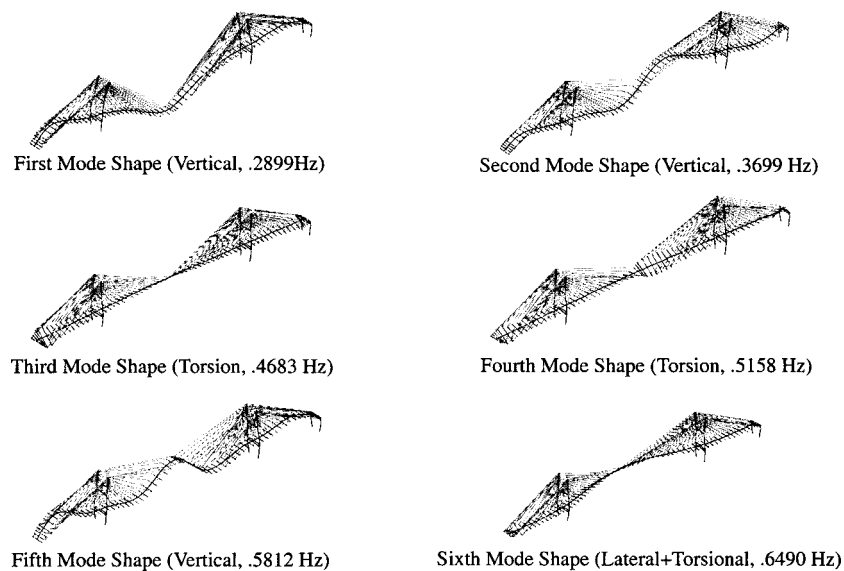 First Mode Shape (Vertical, .2899Hz)
Second Mode Shape (Vertical, .3699 Hz)
Third Mode Shape (Torsion, .4683 Hz)
Fourth Mode Shape (Torsion, .5158 Hz)
Fifth Mode Shape (Vertical, .5812 Hz)
Sixth Mode Shape (Lateral+Torsional, .6490 Hz)